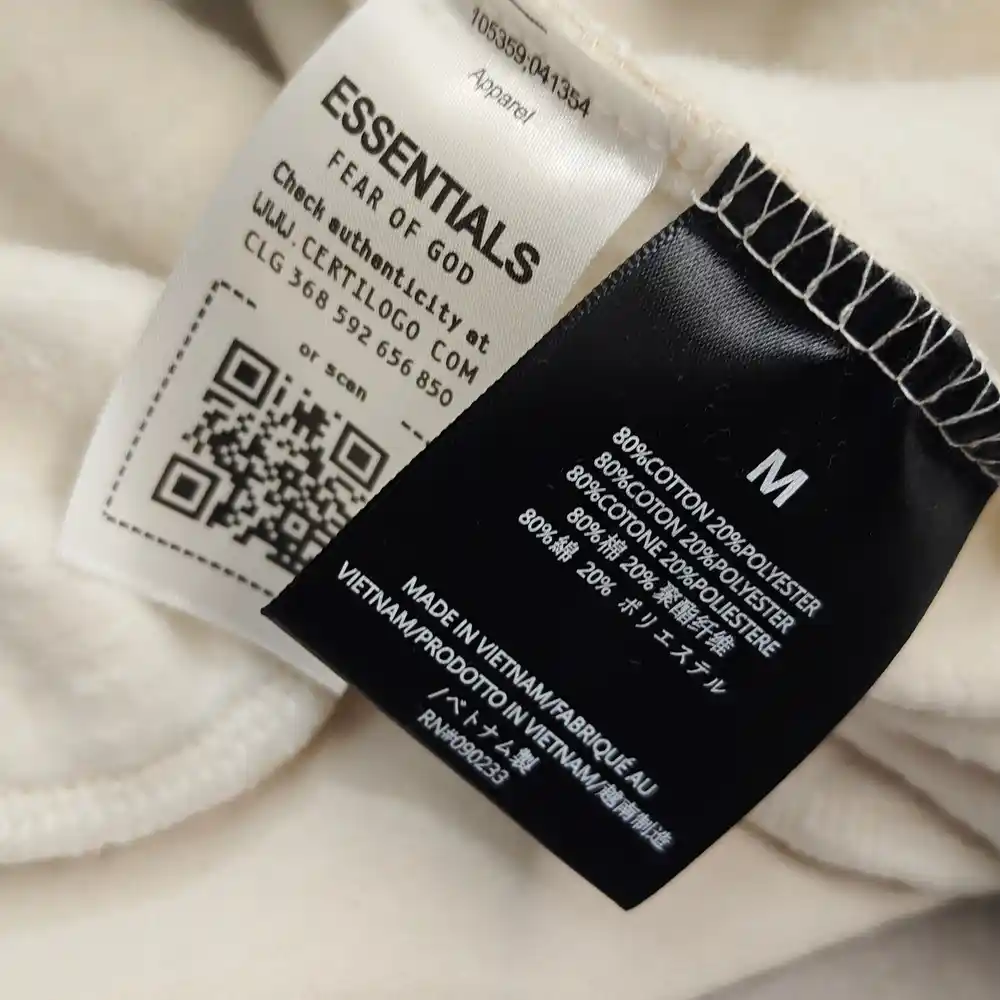 105359;041354
Apparel
ESSENTIALS
FEAR OF GOD
Check authenticity at
WWW.CERTILOGO COM
CLG 368 592 656 850
or scan
M
80%COTTON 20%POLYESTER
80%COTON 20%POLYESTER
80%COTONE 20%POLIESTERE
80%棉 20% 聚酯纤维
80%綿 20% ポリエステル
MADE IN VIETNAM/FABRIQUÉ AU
VIETNAM/PRODOTTO IN VIETNAM/越南制造
/ベトナム製
RN#090233